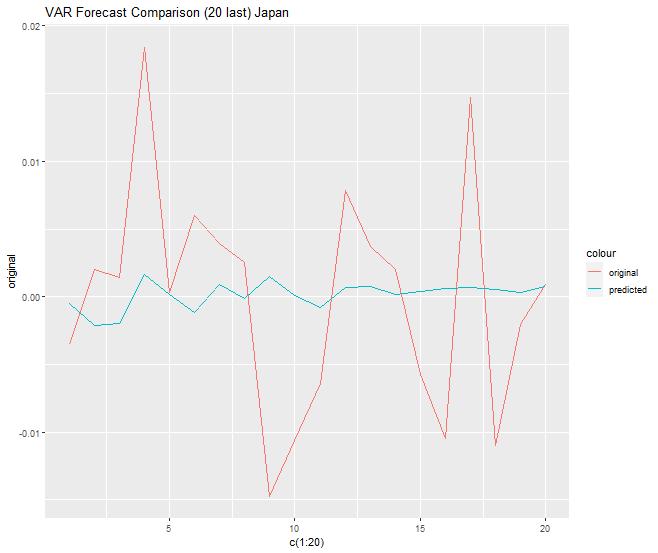 VAR Forecast Comparison (20 last) Japan
0.02
0.01
0.00
-0.01
original
5
10
15
20
c(1:20)
colour
original
predicted